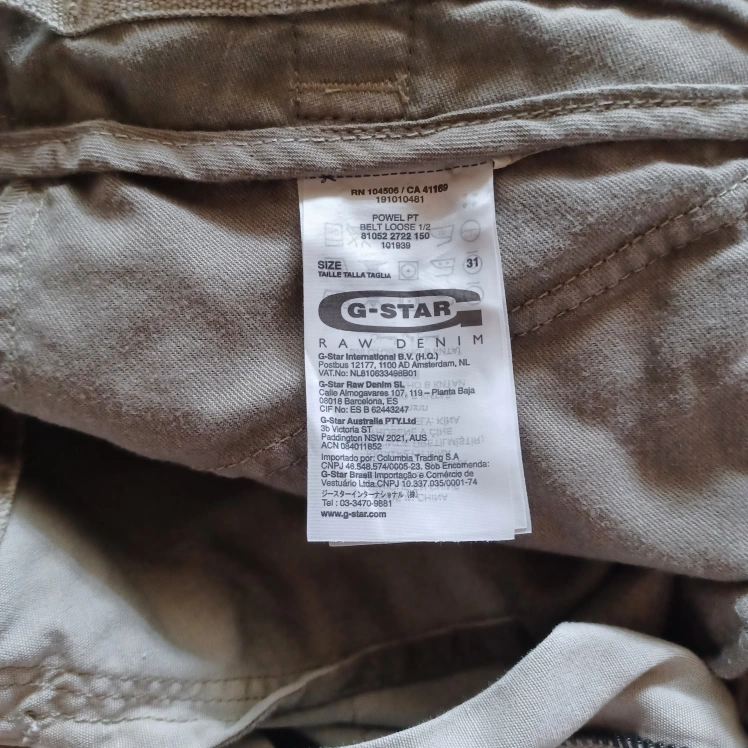 RN 104506 / CA 41169
191010481
POWEL PT
BELT LOOSE 1/2
81052 2722 150
101939
SIZE 31
TAILLE TALLA TAGLIA
G-STAR
RAW DENIM
G-Star International B.V. (H.Q.)
Postbus 12177, 1100 AD Amsterdam, NL
VAT.No: NL810633498B01
G-Star Raw Denim SL
Calle Almogavares 107, 119 – Planta Baja
08018 Barcelona, ES
CIF No: ES B 62443247
G-Star Australia PTY.Ltd
3b Victoria ST
Paddington NSW 2021, AUS
ACN 084011852
Importado por: Columbia Trading S.A
CNPJ 46.548.574/0005-23. Sob Encomenda:
G-Star Brasil Importação e Comércio de
Vestuário Ltda.CNPJ 10.337.035/0001-74
ジースターインターナショナル (株)
Tel : 03-3470-9881
www.g-star.com